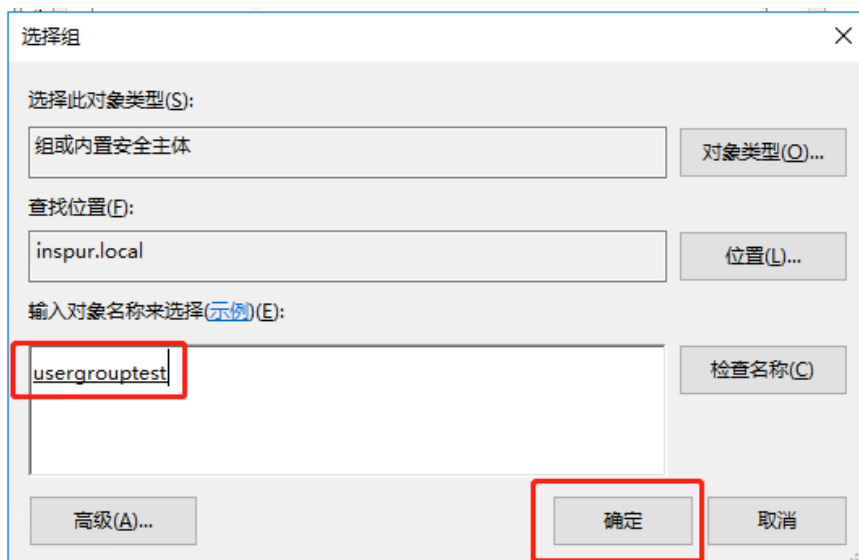 选择组
选择此对象类型(S):
组或内置安全主体
对象类型(O)...
查找位置(F):
inspur.local
位置(L)...
输入对象名称来选择(示例)(E):
usergrouptest
检查名称(C)
高级(A)...
确定
取消